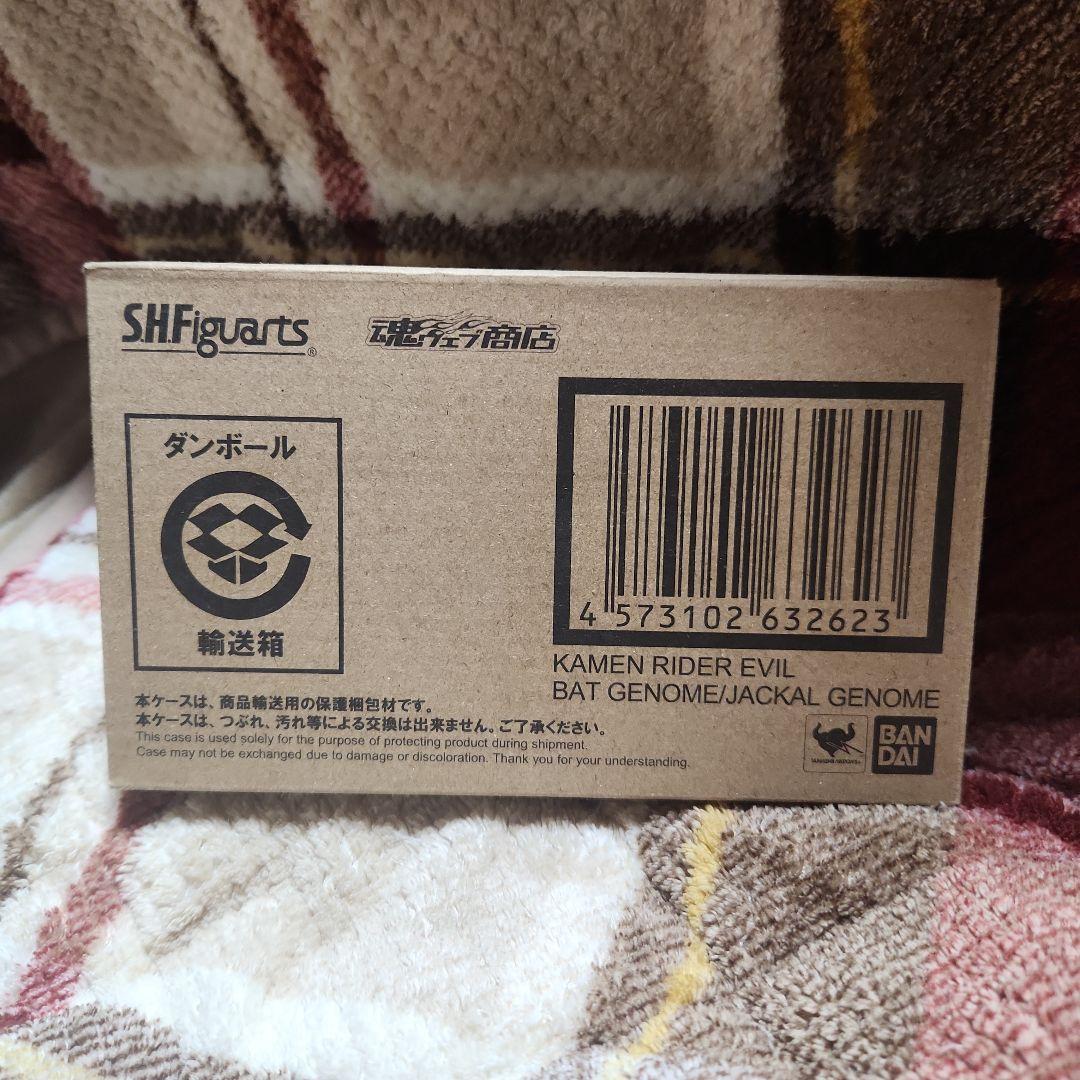 S.H.Figuarts®
魂ウェブ商店
ダンボール
輸送箱
4 573102 632623
KAMEN RIDER EVIL
BAT GENOME/JACKAL GENOME
本ケースは、商品輸送用の保護梱包材です。
本ケースは、つぶれ、汚れ等による交換は出来ません。ご了承ください。
This case is used solely for the purpose of protecting product during shipment.
Case may not be exchanged due to damage or discoloration. Thank you for your understanding.
BAN
DAI